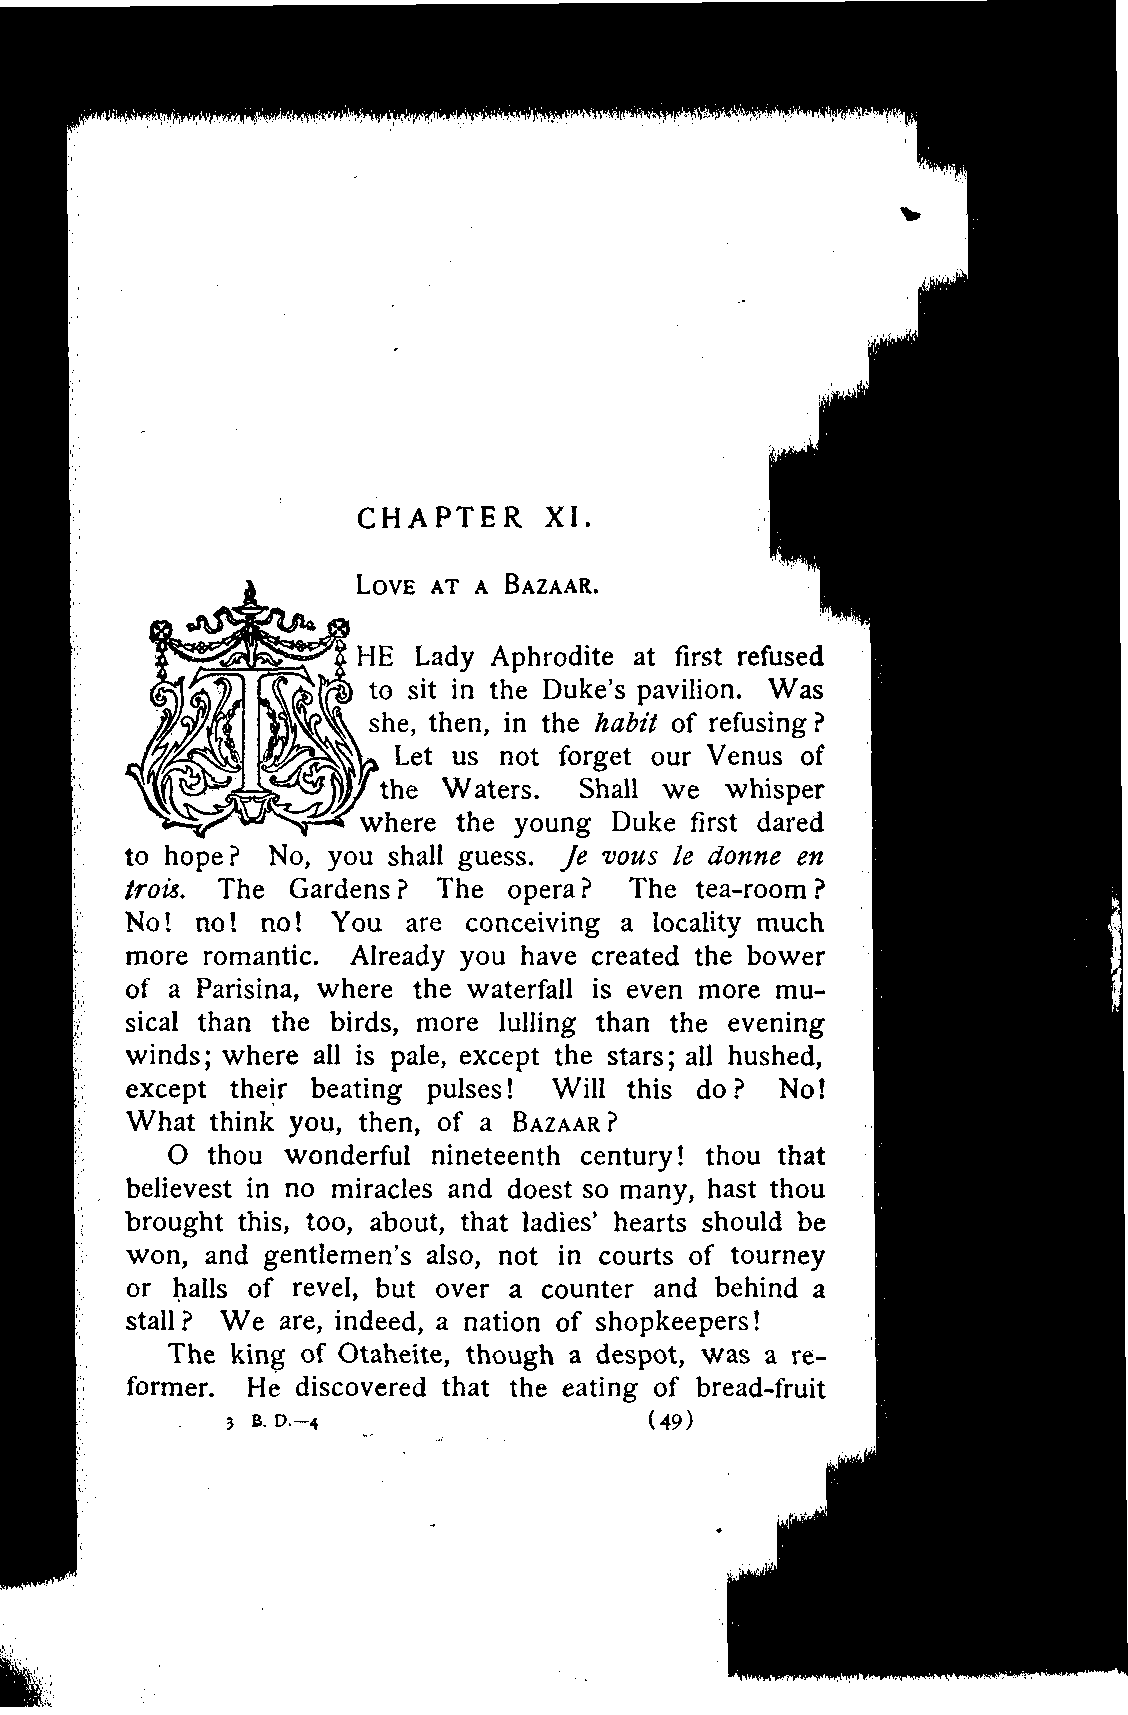 CHAPTER XI.
LOVE AT A BAZAAR.
THE Lady Aphrodite at first refused
to sit in the Duke's pavilion. Was
she, then, in the habit of refusing?
Let us not forget our Venus of
the Waters. Shall we whisper
where the young Duke first dared
to hope? No, you shall guess. Je vous le donne en
trois. The Gardens? The opera? The tea-room?
No! no! no! You are conceiving a locality much
more romantic. Already you have created the bower
of a Parisina, where the waterfall is even more mu-
sical than the birds, more lulling than the evening
winds; where all is pale, except the stars; all hushed,
except their beating pulses! Will this do? No!
What think you, then, of a BAZAAR?
O thou wonderful nineteenth century! thou that
believest in no miracles and doest so many, hast thou
brought this, too, about, that ladies' hearts should be
won, and gentlemen's also, not in courts of tourney
or halls of revel, but over a counter and behind a
stall? We are, indeed, a nation of shopkeepers!
The king of Otaheite, though a despot, was a re-
former. He discovered that the eating of bread-fruit
3 B. D.—4 (49)